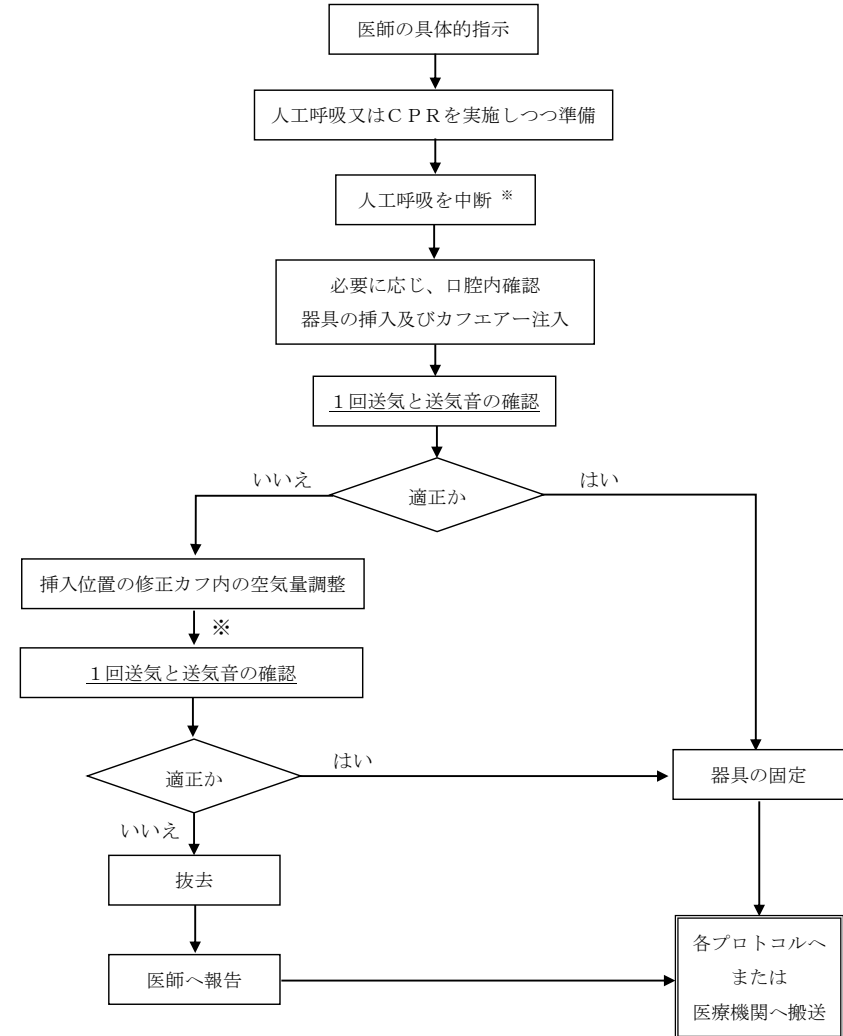 医師の具体的指示
人工呼吸又はＣＰＲを実施しつつ準備
人工呼吸を中断 ※
必要に応じ、口腔内確認
器具の挿入及びカフエアー注入
１回送気と送気音の確認
適正か
いいえ
はい
挿入位置の修正カフ内の空気量調整
※
１回送気と送気音の確認
適正か
はい
いいえ
器具の固定
抜去
医師へ報告
各プロトコルへ
または
医療機関へ搬送